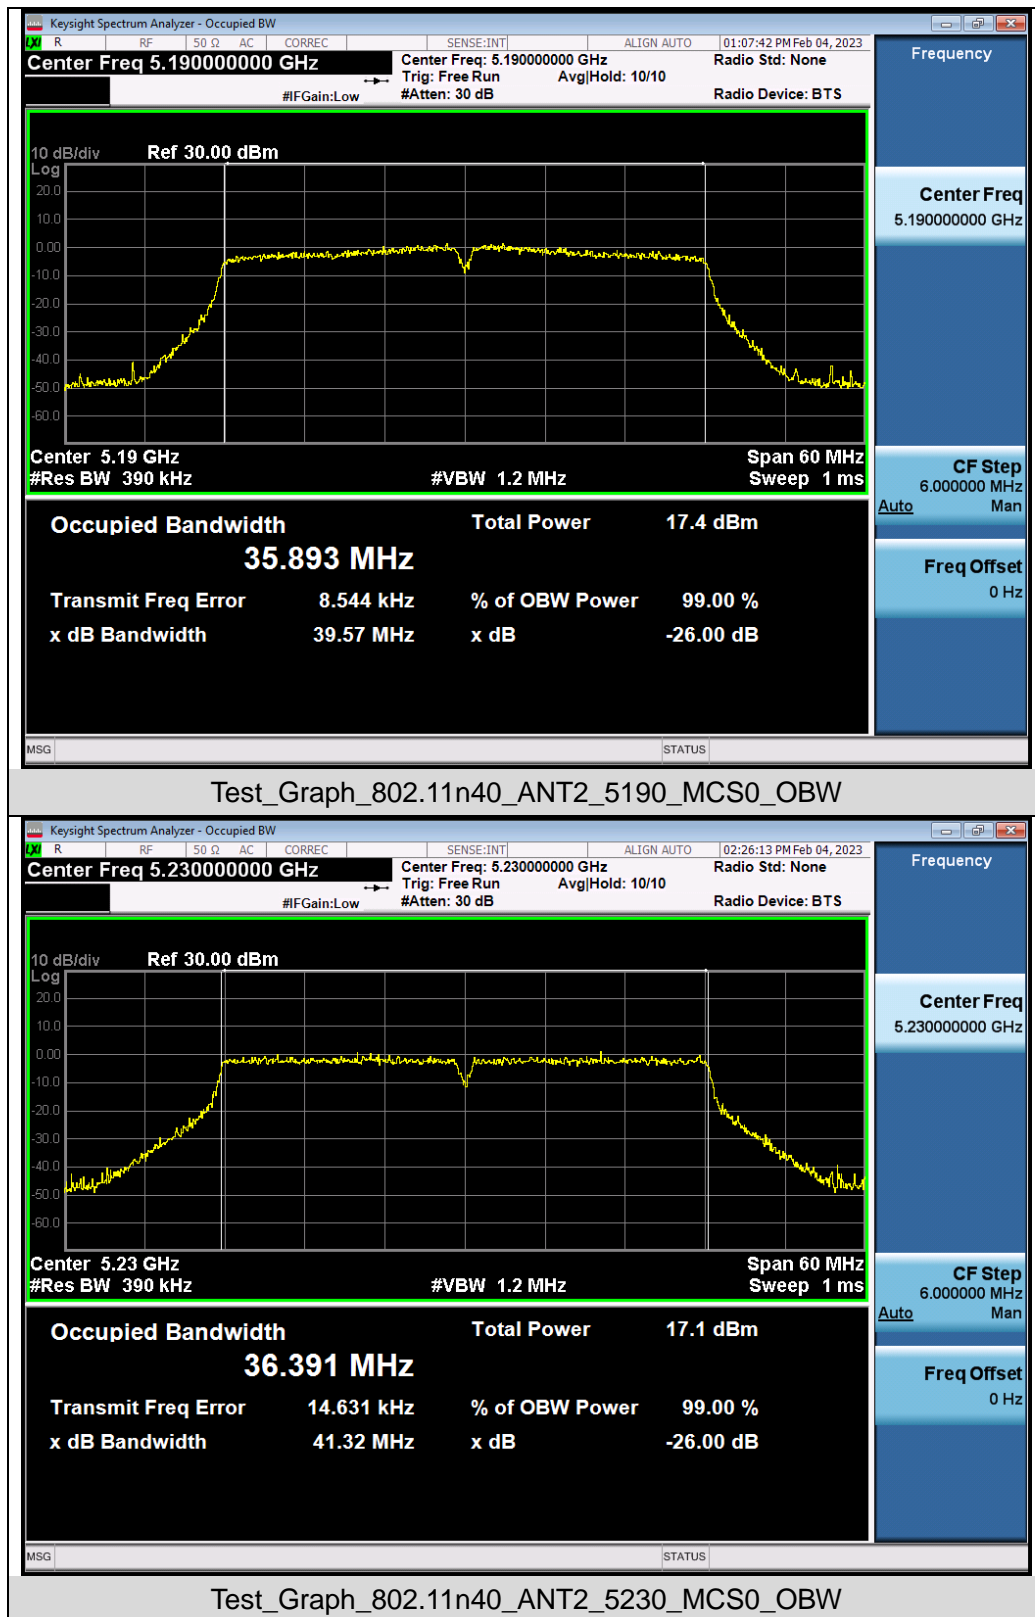 Keysight Spectrum Analyzer - Occupied BW
LXI R RF 50 Ω AC CORREC SENSE:INT ALIGN AUTO 01:07:42 PM Feb 04, 2023
Center Freq 5.190000000 GHz Center Freq: 5.190000000 GHz Radio Std: None
Trig: Free Run Avg|Hold: 10/10
#IFGain:Low #Atten: 30 dB Radio Device: BTS
10 dB/div Ref 30.00 dBm
Log
20.0
10.0
0.00
-10.0
-20.0
-30.0
-40.0
-50.0
-60.0
Center 5.19 GHz Span 60 MHz
#Res BW 390 kHz #VBW 1.2 MHz Sweep 1 ms
Occupied Bandwidth Total Power 17.4 dBm
35.893 MHz
Transmit Freq Error 8.544 kHz % of OBW Power 99.00 %
x dB Bandwidth 39.57 MHz x dB -26.00 dB
MSG STATUS
Frequency
Center Freq
5.190000000 GHz
CF Step
6.000000 MHz
Auto Man
Freq Offset
0 Hz
Test_Graph_802.11n40_ANT2_5190_MCS0_OBW
Keysight Spectrum Analyzer - Occupied BW
LXI R RF 50 Ω AC CORREC SENSE:INT ALIGN AUTO 02:26:13 PM Feb 04, 2023
Center Freq 5.230000000 GHz Center Freq: 5.230000000 GHz Radio Std: None
Trig: Free Run Avg|Hold: 10/10
#IFGain:Low #Atten: 30 dB Radio Device: BTS
10 dB/div Ref 30.00 dBm
Log
20.0
10.0
0.00
-10.0
-20.0
-30.0
-40.0
-50.0
-60.0
Center 5.23 GHz Span 60 MHz
#Res BW 390 kHz #VBW 1.2 MHz Sweep 1 ms
Occupied Bandwidth Total Power 17.1 dBm
36.391 MHz
Transmit Freq Error 14.631 kHz % of OBW Power 99.00 %
x dB Bandwidth 41.32 MHz x dB -26.00 dB
MSG STATUS
Frequency
Center Freq
5.230000000 GHz
CF Step
6.000000 MHz
Auto Man
Freq Offset
0 Hz
Test_Graph_802.11n40_ANT2_5230_MCS0_OBW